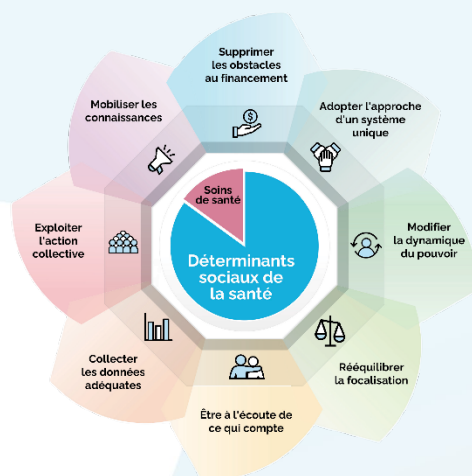 Supprimer
les obstacles
au financement
Adopter l'approche
d'un système
unique
Modifier
la dynamique
du pouvoir
Rééquilibrer
la focalisation
Être à l'écoute de
ce qui compte
Collecter
les données
adéquates
Exploiter
l'action
collective
Mobiliser les
connaissances
Soins
de santé
Déterminants
sociaux de
la santé
$